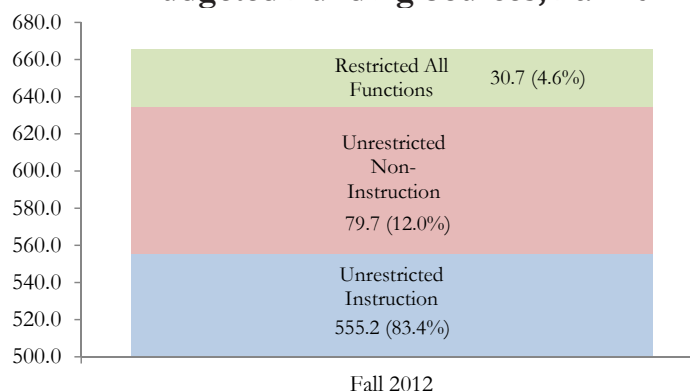 680.0
660.0
640.0
620.0
600.0
580.0
560.0
540.0
520.0
500.0
Restricted All
Functions
30.7 (4.6%)
Unrestricted
Non-
Instruction
79.7 (12.0%)
Unrestricted
Instruction
555.2 (83.4%)
Fall 2012